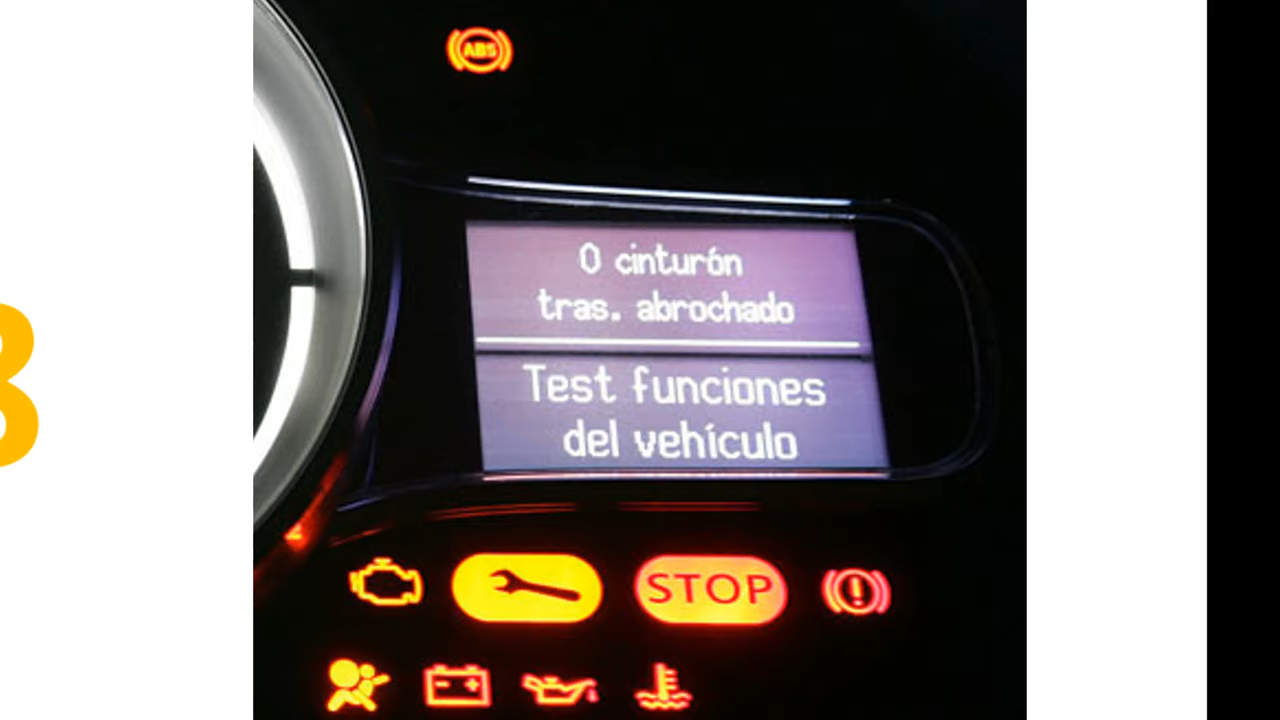 ABS
0 cinturón
tras. abrochado
Test funciones
del vehículo
STOP